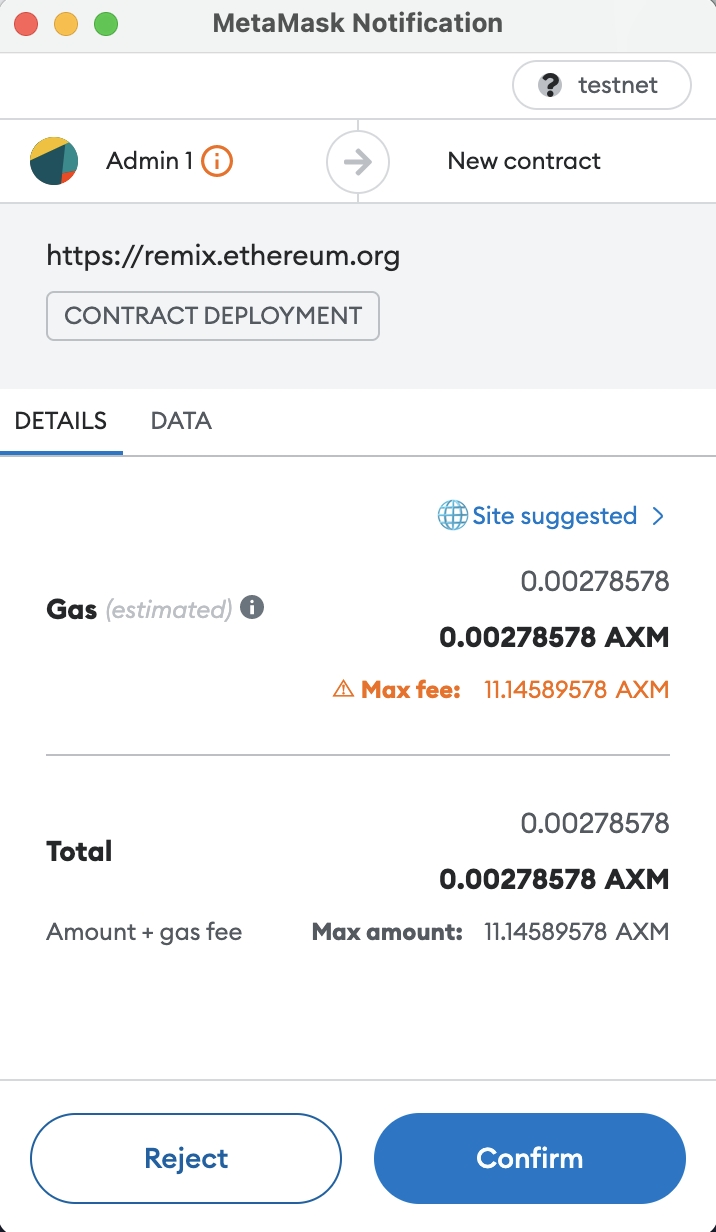 MetaMask Notification
? testnet
Admin 1 New contract
https://remix.ethereum.org
CONTRACT DEPLOYMENT
DETAILS DATA
Site suggested >
0.00278578
Gas (estimated) i
0.00278578 AXM
Max fee: 11.14589578 AXM
0.00278578
Total
0.00278578 AXM
Amount + gas fee Max amount: 11.14589578 AXM
Reject Confirm